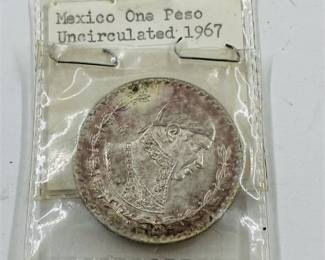 Mexico One Peso
Uncirculated 1967